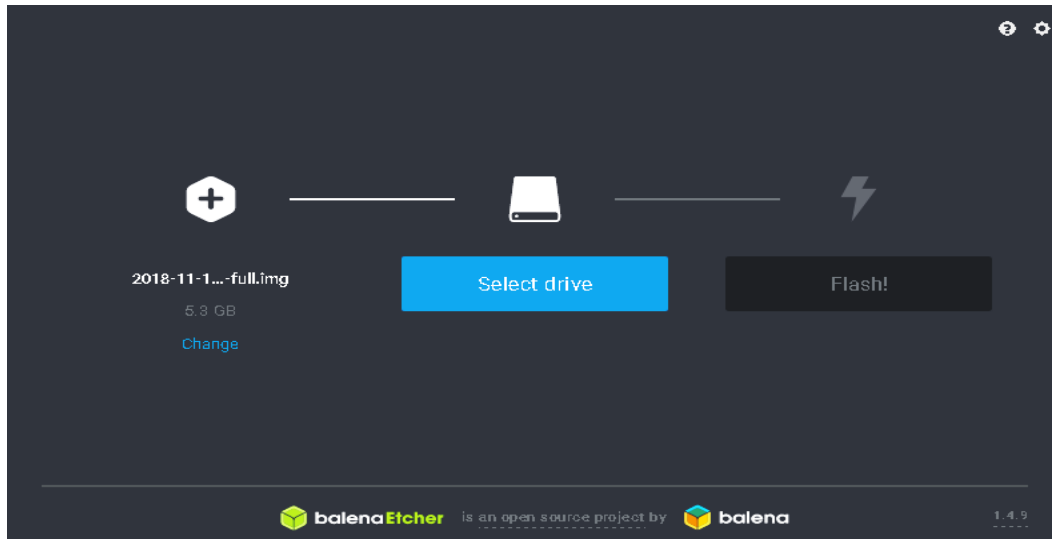 2018-11-1...-full.img
5.3 GB
Change
Select drive
Flash!
balenaEtcher is an open source project by balena
1.4.9